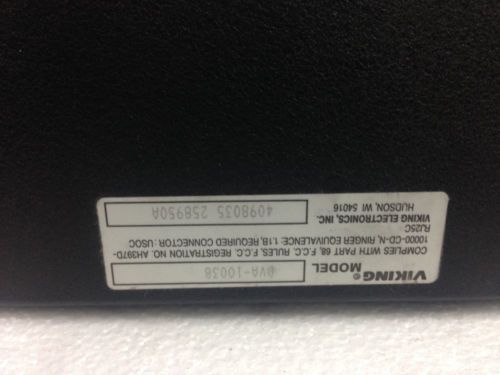 VIKING®
MODEL DVA-1003B
COMPLIES WITH PART 68, F.C.C. RULES, F.C.C. REGISTRATION NO. AH397D-
10000-CD-N, RINGER EQUIVALENCE: 1.1B, REQUIRED CONNECTOR: USOC
RJ25C
VIKING ELECTRONICS, INC.
HUDSON, WI 54016
4098035 258950A